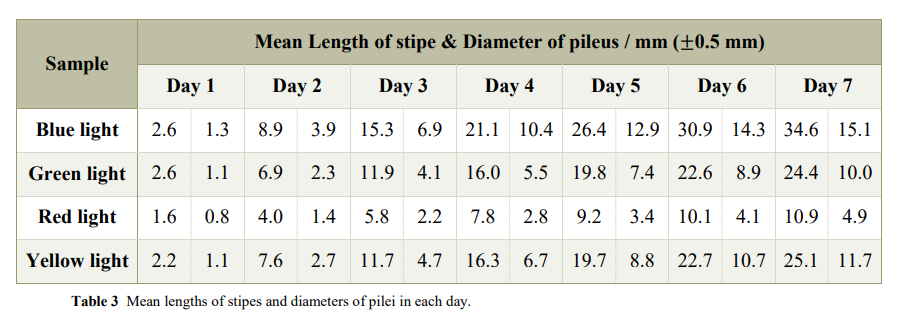 Sample
Mean Length of stipe & Diameter of pileus / mm (±0.5 mm)
Day 1 Day 2 Day 3 Day 4 Day 5 Day 6 Day 7
Blue light 2.6 1.3 8.9 3.9 15.3 6.9 21.1 10.4 26.4 12.9 30.9 14.3 34.6 15.1
Green light 2.6 1.1 6.9 2.3 11.9 4.1 16.0 5.5 19.8 7.4 22.6 8.9 24.4 10.0
Red light 1.6 0.8 4.0 1.4 5.8 2.2 7.8 2.8 9.2 3.4 10.1 4.1 10.9 4.9
Yellow light 2.2 1.1 7.6 2.7 11.7 4.7 16.3 6.7 19.7 8.8 22.7 10.7 25.1 11.7
Table 3 Mean lengths of stipes and diameters of pilei in each day.